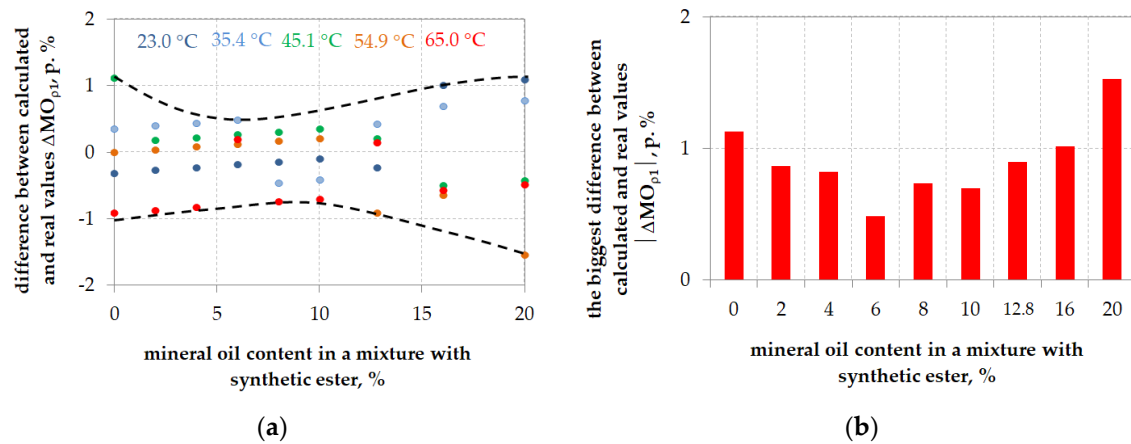 difference between calculated
and real values ΔMOρ1, p. %
2
1
0
-1
-2
23.0 °C 35.4 °C 45.1 °C 54.9 °C 65.0 °C
0 5 10 15 20
mineral oil content in a mixture with
synthetic ester, %
(a)
the biggest difference between
calculated and real values
|ΔMOρ1|, p. %
2
1
0
0 2 4 6 8 10 12.8 16 20
mineral oil content in a mixture with
synthetic ester, %
(b)